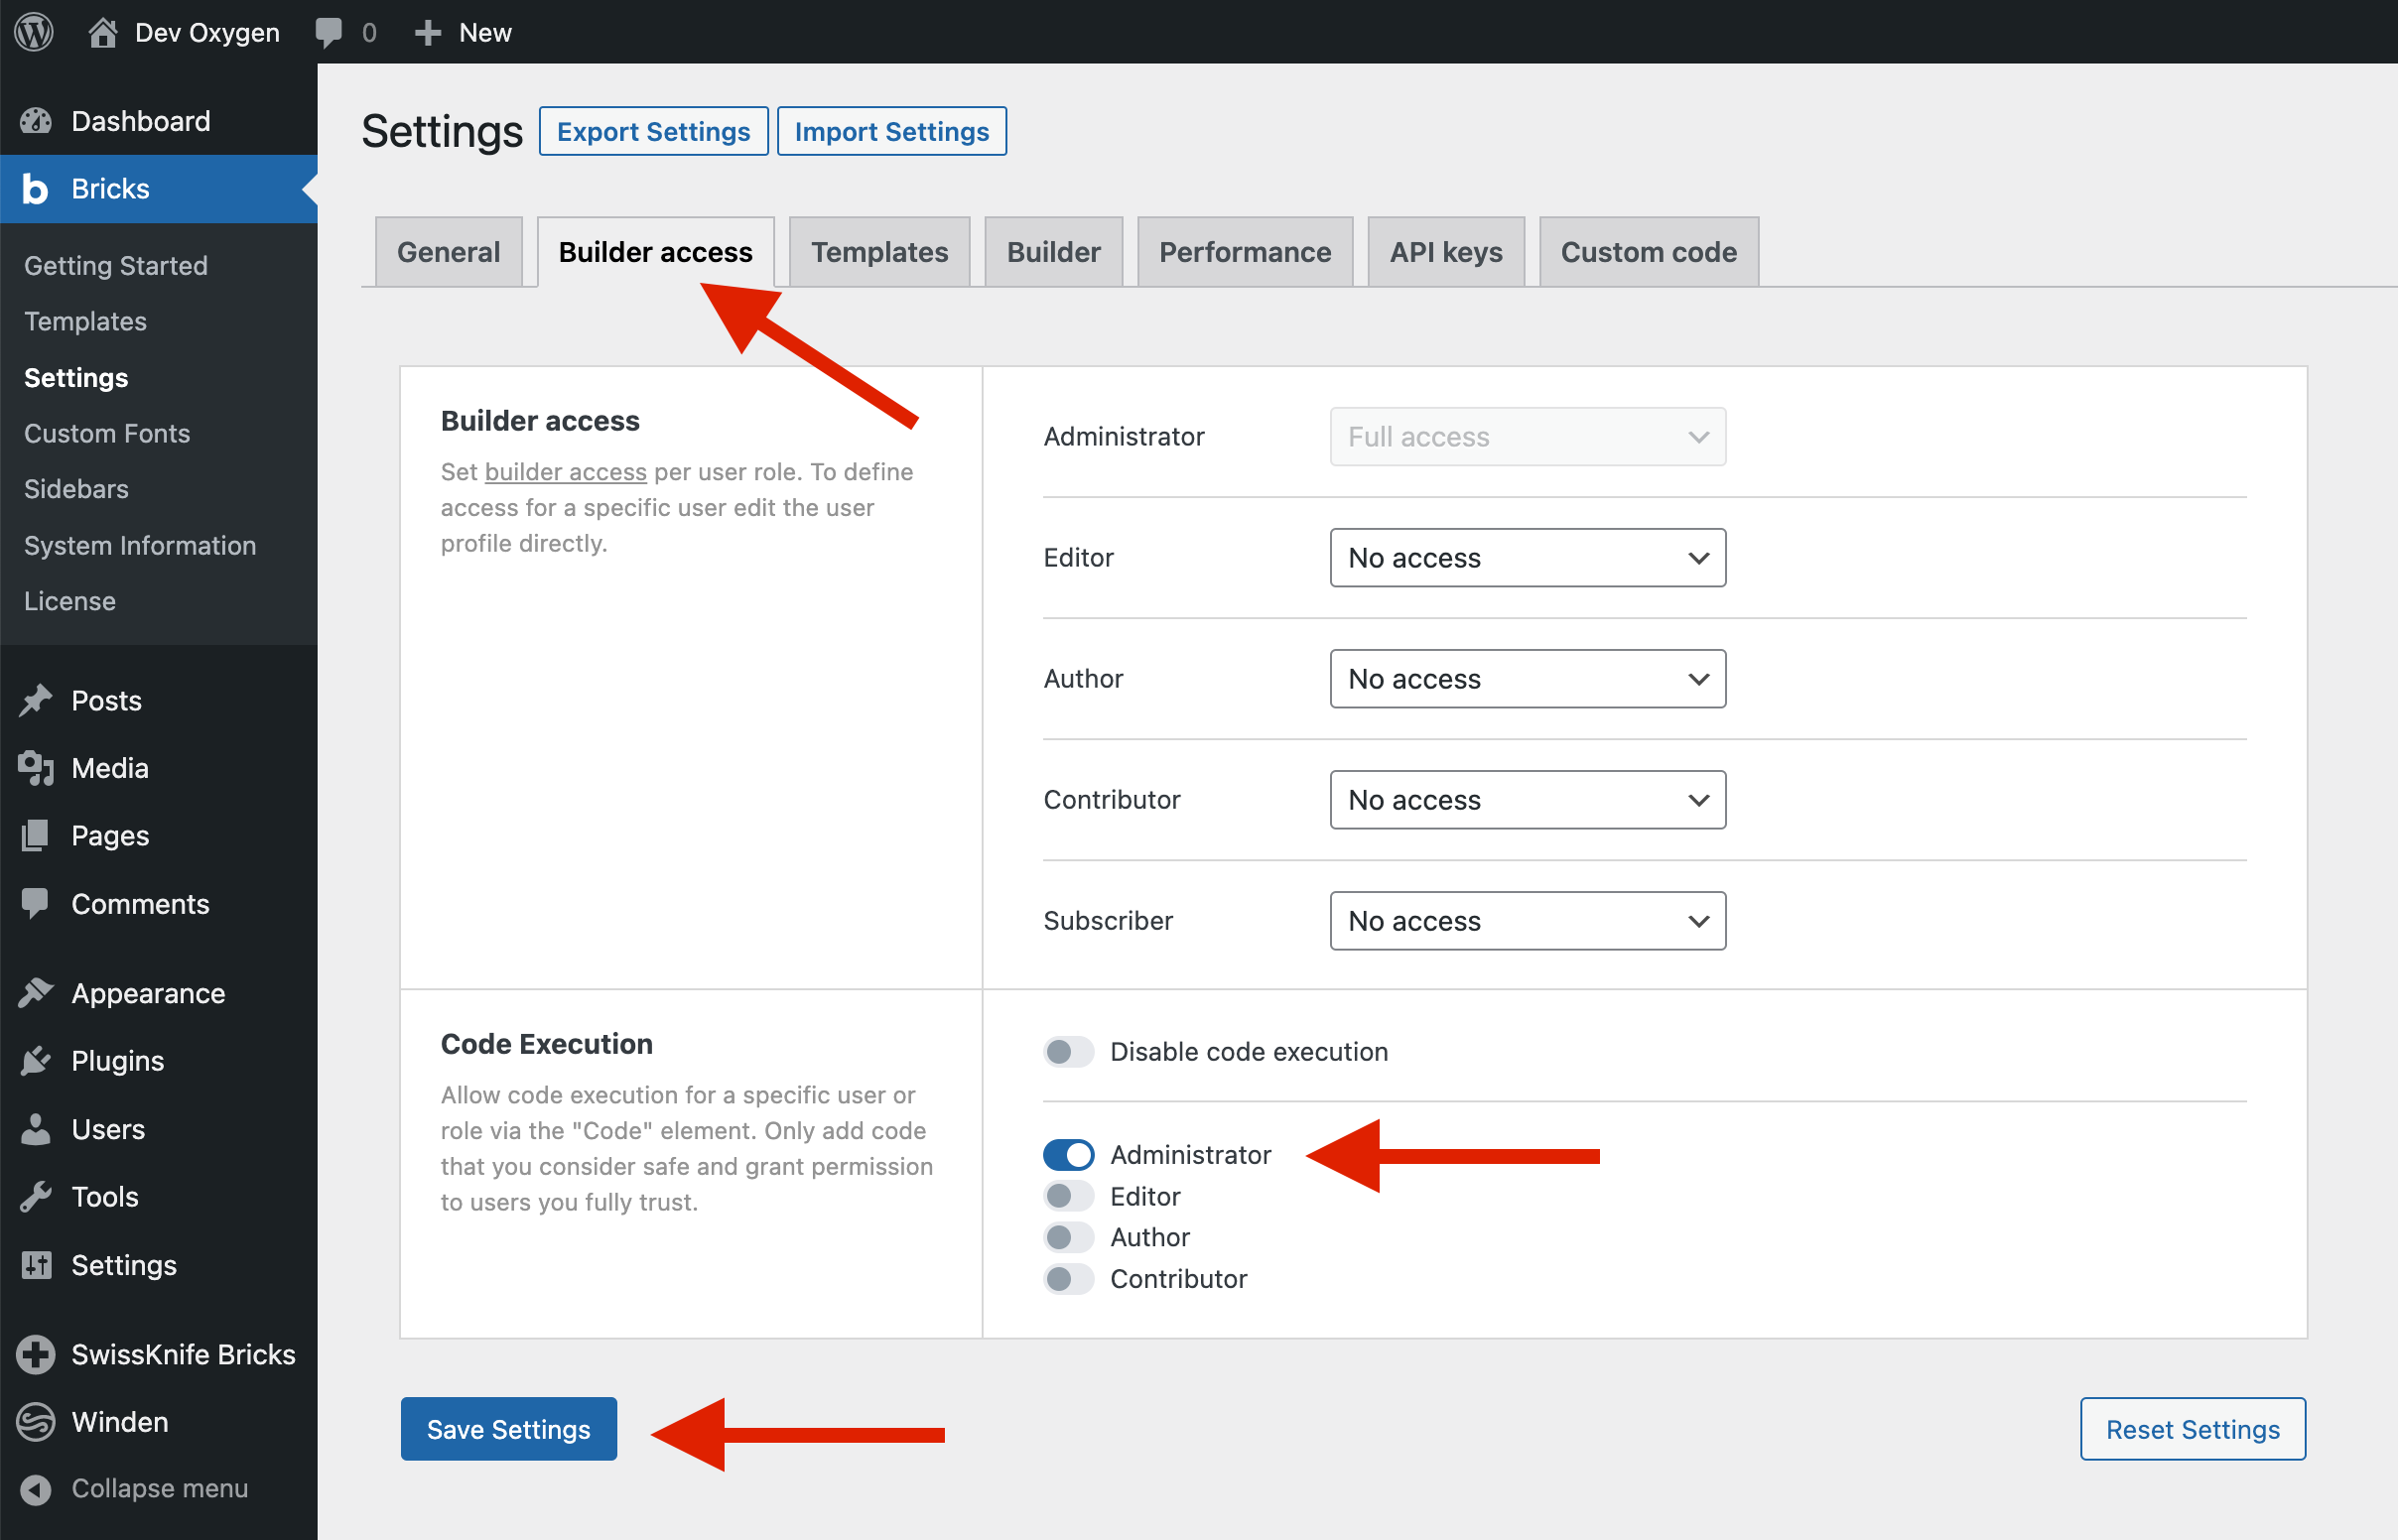 Dev Oxygen 0 New
Dashboard
Bricks
Getting Started
Templates
Settings
Custom Fonts
Sidebars
System Information
License
Posts
Media
Pages
Comments
Appearance
Plugins
Users
Tools
Settings
SwissKnife Bricks
Winden
Collapse menu
Settings Export Settings Import Settings
General Builder access Templates Builder Performance API keys Custom code
Builder access
Set builder access per user role. To define
access for a specific user edit the user
profile directly.
Administrator Full access
Editor No access
Author No access
Contributor No access
Subscriber No access
Code Execution
Allow code execution for a specific user or
role via the "Code" element. Only add code
that you consider safe and grant permission
to users you fully trust.
Disable code execution
Administrator
Editor
Author
Contributor
Save Settings Reset Settings